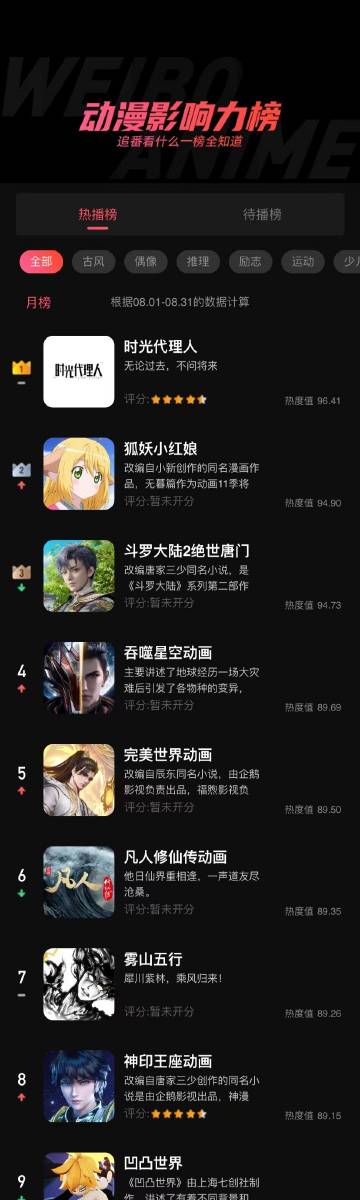 WEIBO
ANIME
动漫影响力榜
追番看什么一榜全知道
热播榜
待播榜
全部
古风
偶像
推理
励志
运动
月榜
根据08.01-08.31的数据计算
1
时光代理人
时光代理人
无论过去，不问将来
评分:
热度值 96.41
2
狐妖小红娘
改编自小新创作的同名漫画作
品，无暮篇作为动画11季将
评分:暂未开分
热度值 94.90
3
斗罗大陆2绝世唐门
改编唐家三少同名小说，是
《斗罗大陆》系列第二部作
评分:暂未开分
热度值 94.73
4
吞噬星空动画
主要讲述了地球经历一场大灾
难后引发了各物种的变异，
评分:暂未开分
热度值 89.69
5
完美世界动画
改编自辰东同名小说，由企鹅
影视负责出品，福煦影视负
评分:暂未开分
热度值 89.50
6
凡人
凡人修仙传动画
他日仙界重相逢，一声道友尽
沧桑。
评分:暂未开分
热度值 89.35
7
雾山五行
犀川紫林，乘风归来！
评分:暂未开分
热度值 89.26
8
神印王座动画
改编自唐家三少创作的同名小
说是由企鹅影视出品，神漫
评分:
热度值 89.15
9
凹凸世界
《凹凸世界》由上海七创社制
作，讲述了有着不同背景和